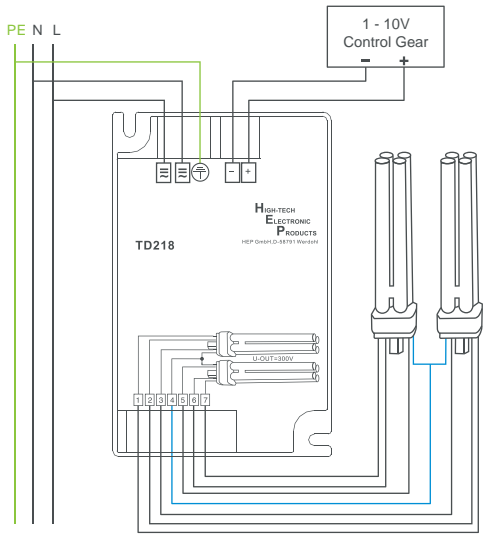 PE N L
1 - 10V
Control Gear
− +
− +
HIGH-TECH
ELECTRONIC
PRODUCTS
HEP GmbH,D-58791 Werdohl
TD218
U-OUT=300V
1 2 3 4 5 6 7